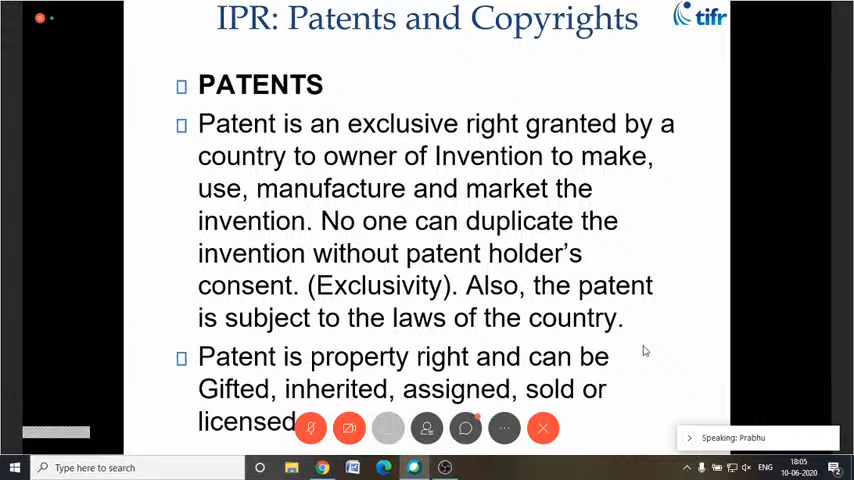 IPR: Patents and Copyrights
tifr
PATENTS
Patent is an exclusive right granted by a
country to owner of Invention to make,
use, manufacture and market the
invention. No one can duplicate the
invention without patent holder's
consent. (Exclusivity). Also, the patent
is subject to the laws of the country.
Patent is property right and can be
Gifted, inherited, assigned, sold or
licensed
Speaking: Prabhu
Type here to search
ENG
18:05
10-06-2020
2